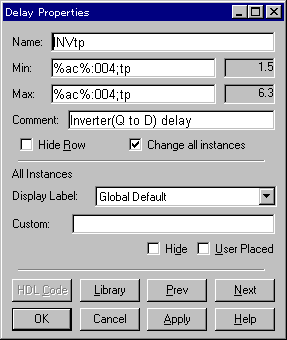 Delay Properties
Name: INVtp
Min: %ac%:004;tp 1.5
Max: %ac%:004;tp 6.3
Comment: Inverter(Q to D) delay
Hide Row Change all instances
All Instances
Display Label: Global Default
Custom:
Hide User Placed
HDL Code Library Prev Next
OK Cancel Apply Help